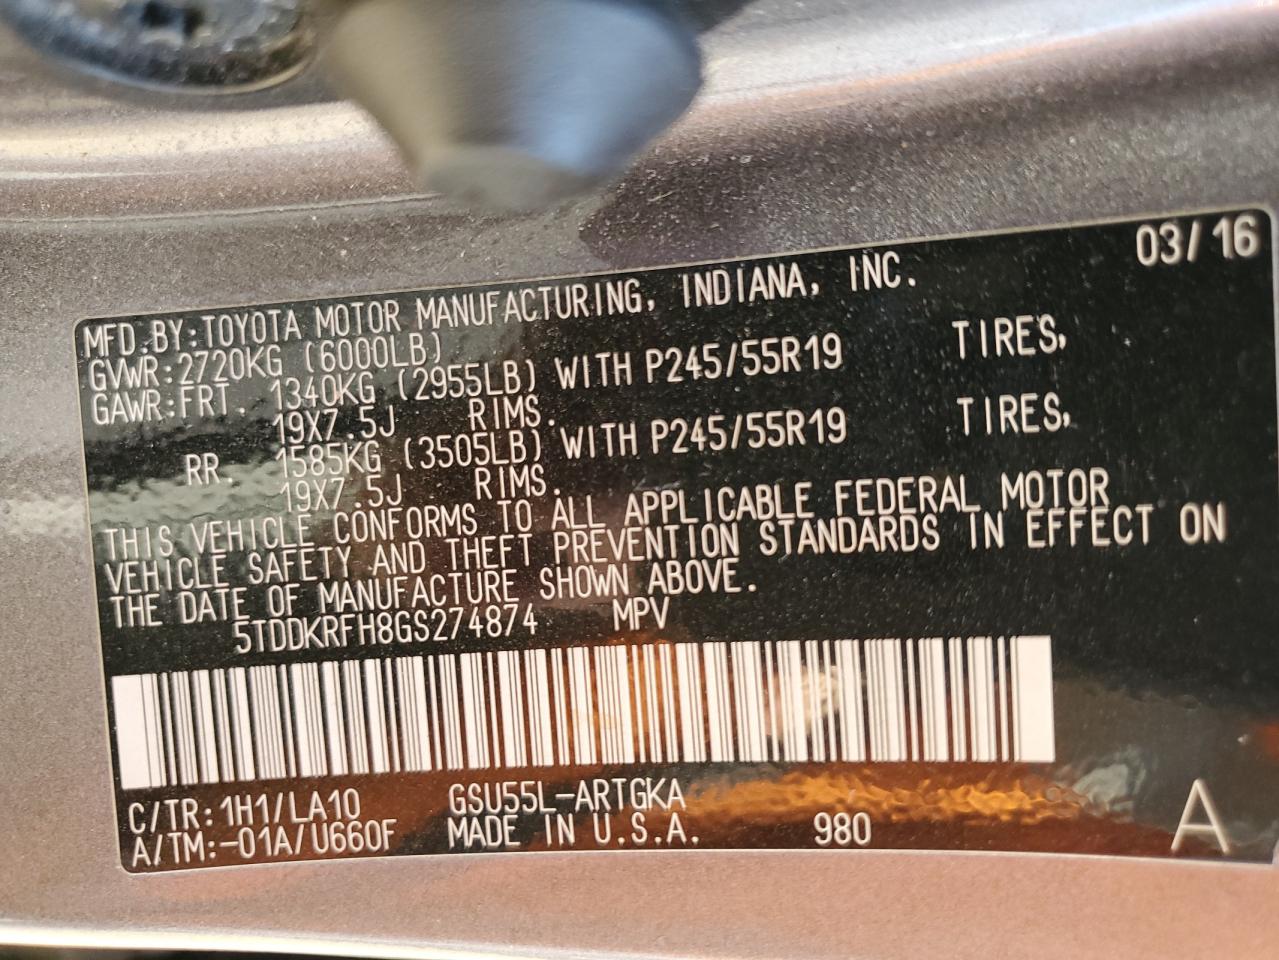 03/16
MFD.BY:TOYOTA MOTOR MANUFACTURING, INDIANA, INC.
GVWR:2720KG (6000LB)
GAWR:FRT. 1340KG (2955LB) WITH P245/55R19 TIRES,
19X7.5J RIMS.
RR. 1585KG (3505LB) WITH P245/55R19 TIRES,
19X7.5J RIMS.
THIS VEHICLE CONFORMS TO ALL APPLICABLE FEDERAL MOTOR
VEHICLE SAFETY AND THEFT PREVENTION STANDARDS IN EFFECT ON
THE DATE OF MANUFACTURE SHOWN ABOVE.
5TDDKRFH8GS274874 MPV
C/TR:1H1/LA10 GSU55L-ARTGKA
A/TM:-01A/U660F MADE IN U.S.A. 980 A